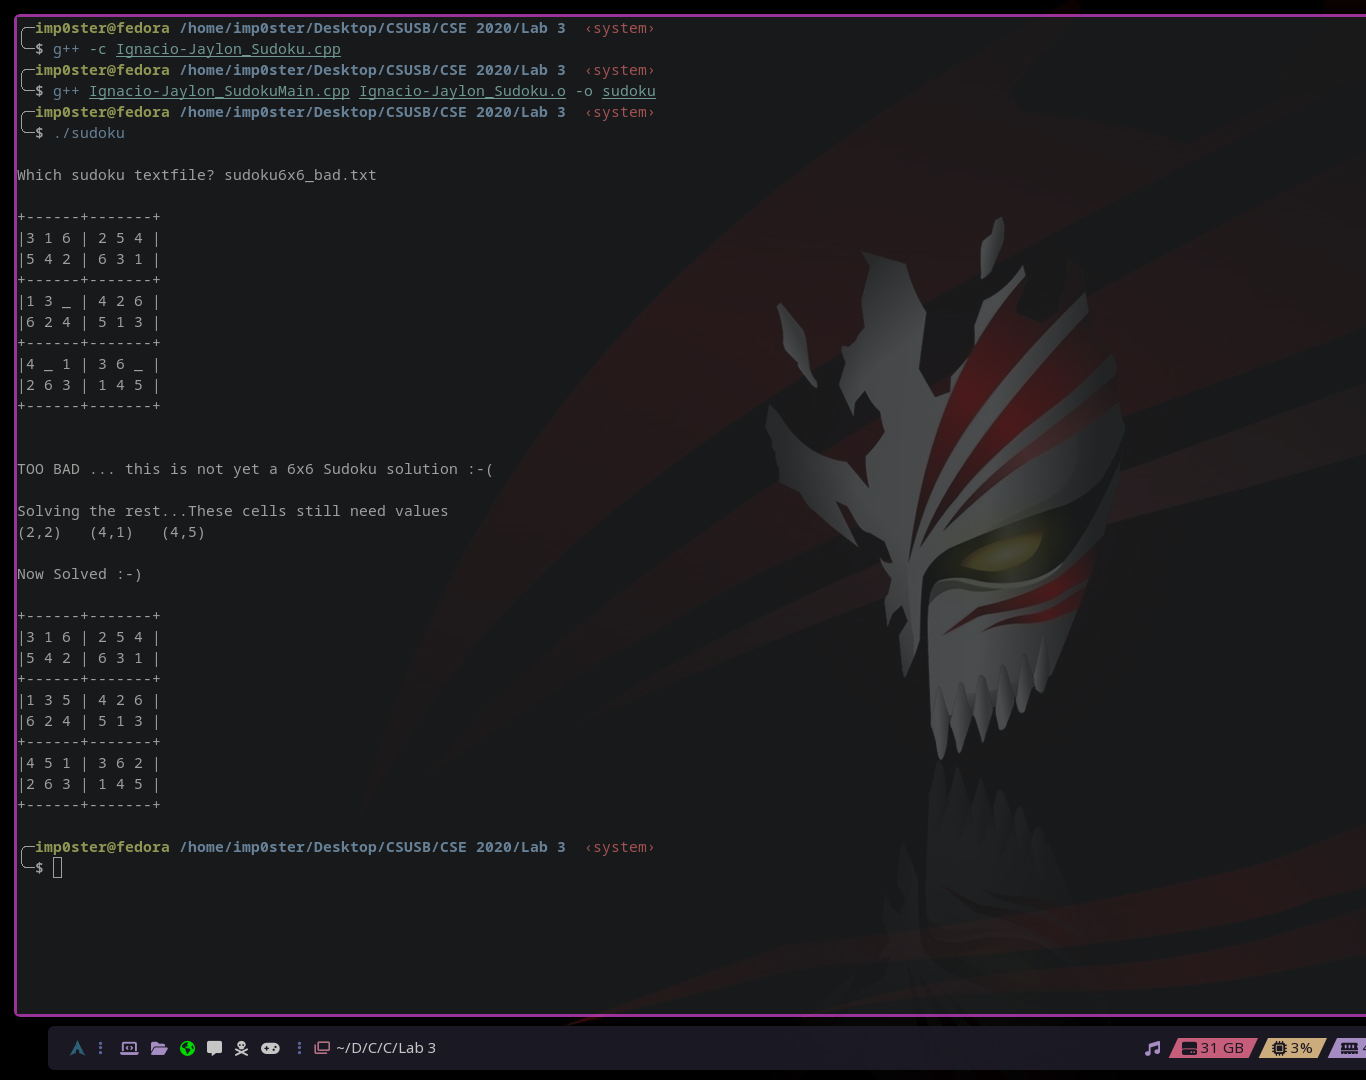 imp0ster@fedora /home/imp0ster/Desktop/CSUSB/CSE 2020/Lab 3 ‹system›
$ g++ -c Ignacio-Jaylon_Sudoku.cpp
imp0ster@fedora /home/imp0ster/Desktop/CSUSB/CSE 2020/Lab 3 ‹system›
$ g++ Ignacio-Jaylon_SudokuMain.cpp Ignacio-Jaylon_Sudoku.o -o sudoku
imp0ster@fedora /home/imp0ster/Desktop/CSUSB/CSE 2020/Lab 3 ‹system›
$ ./sudoku
Which sudoku textfile? sudoku6x6_bad.txt
+------+-------+
|3 1 6 | 2 5 4 |
|5 4 2 | 6 3 1 |
+------+-------+
|1 3 _ | 4 2 6 |
|6 2 4 | 5 1 3 |
+------+-------+
|4 _ 1 | 3 6 _ |
|2 6 3 | 1 4 5 |
+------+-------+
TOO BAD ... this is not yet a 6x6 Sudoku solution :-(
Solving the rest...These cells still need values
(2,2)   (4,1)   (4,5)
Now Solved :-)
+------+-------+
|3 1 6 | 2 5 4 |
|5 4 2 | 6 3 1 |
+------+-------+
|1 3 5 | 4 2 6 |
|6 2 4 | 5 1 3 |
+------+-------+
|4 5 1 | 3 6 2 |
|2 6 3 | 1 4 5 |
+------+-------+
imp0ster@fedora /home/imp0ster/Desktop/CSUSB/CSE 2020/Lab 3 ‹system›
$
~/D/C/C/Lab 3
31 GB
3%